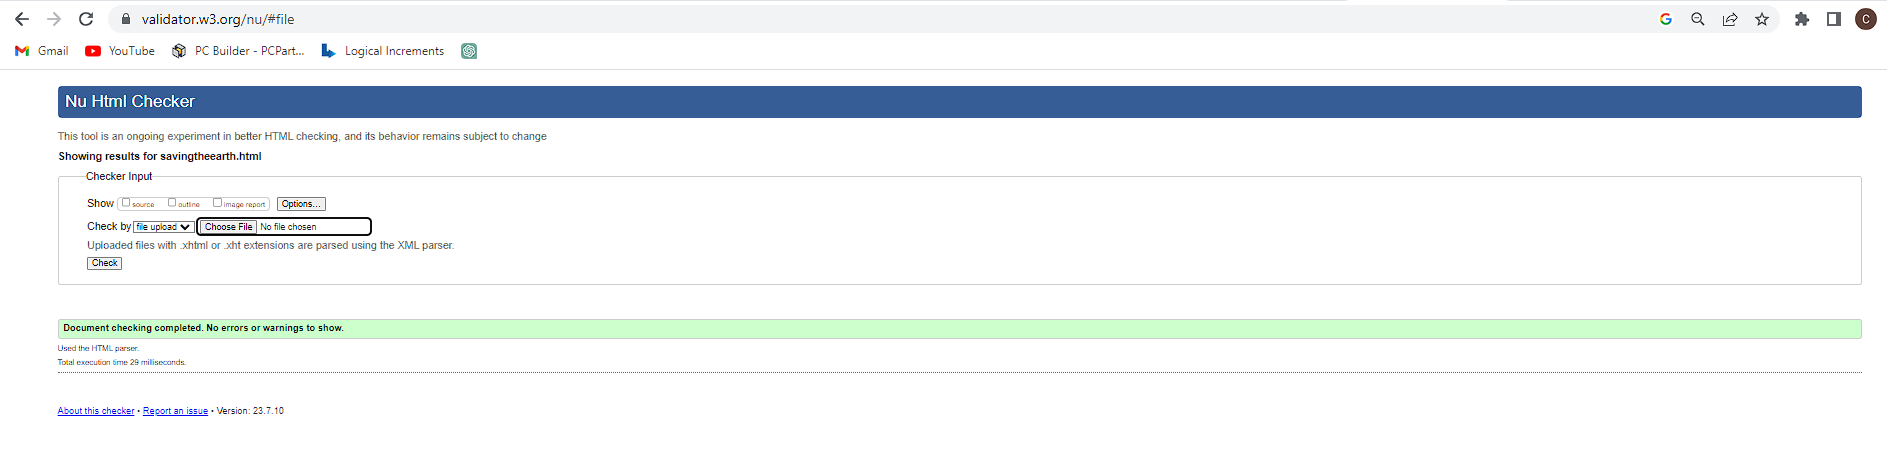 validator.w3.org/nu/#file
G
C
Gmail YouTube PC Builder - PCPart... Logical Increments
Nu Html Checker
This tool is an ongoing experiment in better HTML checking, and its behavior remains subject to change
Showing results for savingtheearth.html
Checker Input
Show source outline image report Options...
Check by file upload Choose File No file chosen
Uploaded files with .xhtml or .xht extensions are parsed using the XML parser.
Check
Document checking completed. No errors or warnings to show.
Used the HTML parser.
Total execution time 29 milliseconds.
About this checker • Report an issue • Version: 23.7.10